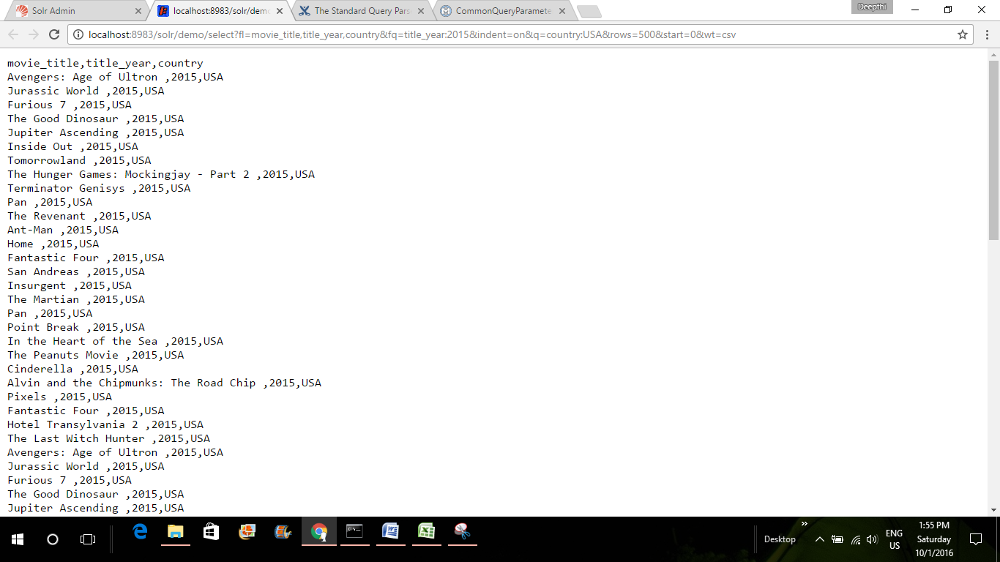 Deepthi
Solr Admin
localhost:8983/solr/demo
The Standard Query Pars
CommonQueryParamete
localhost:8983/solr/demo/select?fl=movie_title,title_year,country&fq=title_year:2015&indent=on&q=country:USA&rows=500&start=0&wt=csv
movie_title,title_year,country
Avengers: Age of Ultron ,2015,USA
Jurassic World ,2015,USA
Furious 7 ,2015,USA
The Good Dinosaur ,2015,USA
Jupiter Ascending ,2015,USA
Inside Out ,2015,USA
Tomorrowland ,2015,USA
The Hunger Games: Mockingjay - Part 2 ,2015,USA
Terminator Genisys ,2015,USA
Pan ,2015,USA
The Revenant ,2015,USA
Ant-Man ,2015,USA
Home ,2015,USA
Fantastic Four ,2015,USA
San Andreas ,2015,USA
Insurgent ,2015,USA
The Martian ,2015,USA
Pan ,2015,USA
Point Break ,2015,USA
In the Heart of the Sea ,2015,USA
The Peanuts Movie ,2015,USA
Cinderella ,2015,USA
Alvin and the Chipmunks: The Road Chip ,2015,USA
Pixels ,2015,USA
Fantastic Four ,2015,USA
Hotel Transylvania 2 ,2015,USA
The Last Witch Hunter ,2015,USA
Avengers: Age of Ultron ,2015,USA
Jurassic World ,2015,USA
Furious 7 ,2015,USA
The Good Dinosaur ,2015,USA
Jupiter Ascending ,2015,USA
Desktop
ENG
US
1:55 PM
Saturday
10/1/2016